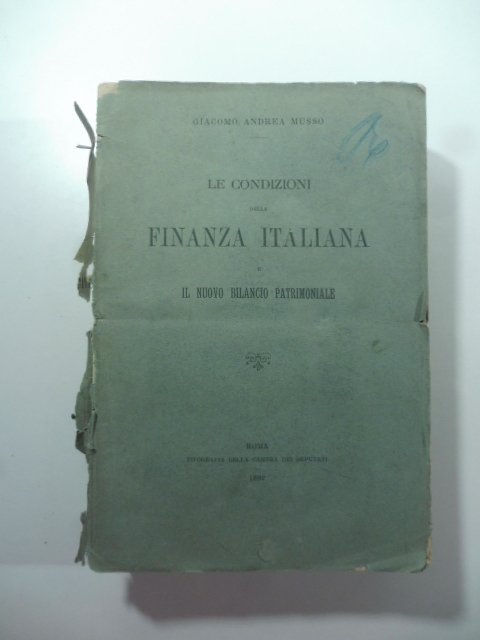 GIACOMO ANDREA MUSSO
LE CONDIZIONI
DELLA
FINANZA ITALIANA
E
IL NUOVO BILANCIO PATRIMONIALE
ROMA
TIPOGRAFIA DELLA CAMERA DEI DEPUTATI